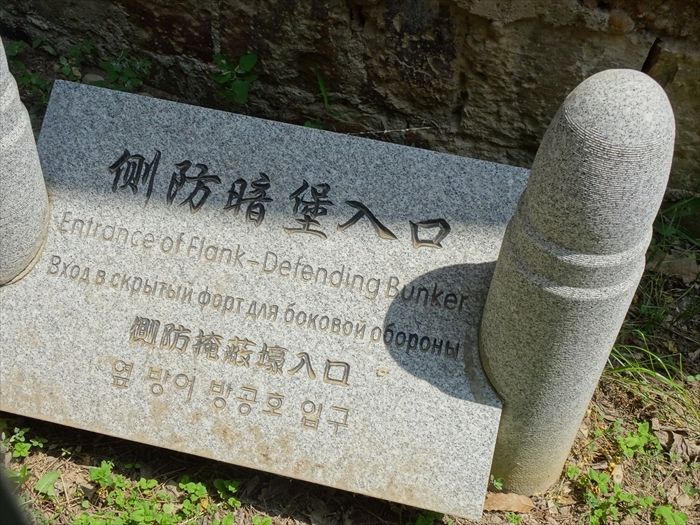 侧防暗堡入口
Entrance of Flank-Defending Bunker
Вход в скрытый форт для боковой обороны
側防掩蔽壕入口
옆 방어 방공호 입구